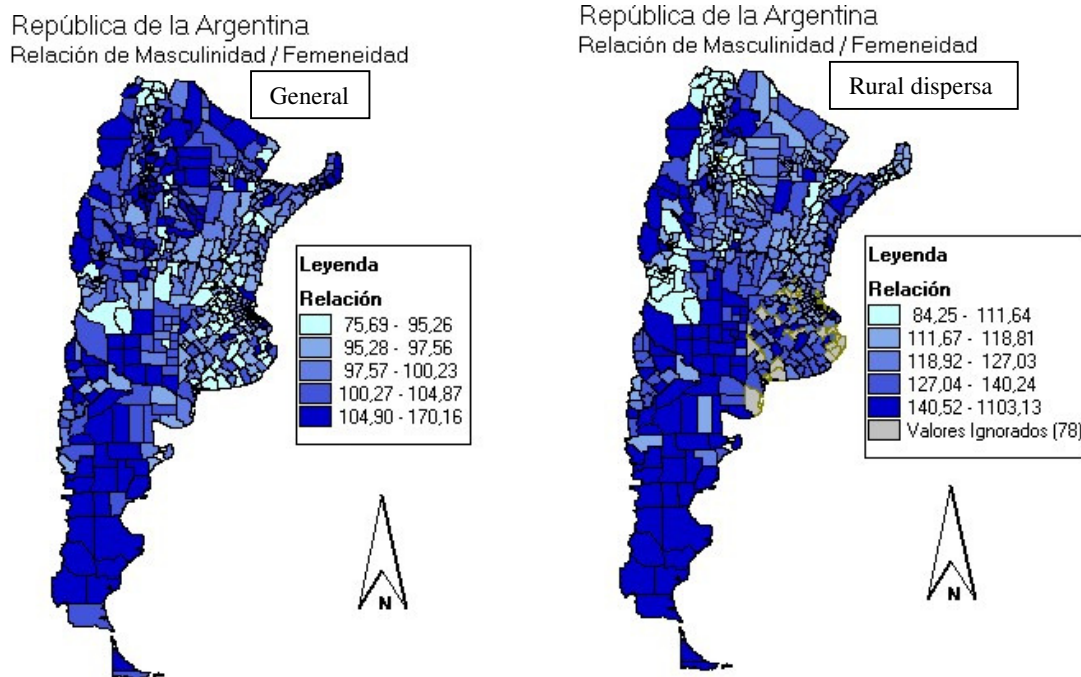 República de la Argentina
Relación de Masculinidad / Femeneidad
General
Leyenda
Relación
75,69 - 95,26
95,28 - 97,56
97,57 - 100,23
100,27 - 104,87
104,90 - 170,16
N
República de la Argentina
Relación de Masculinidad / Femeneidad
Rural dispersa
Leyenda
Relación
84,25 - 111,64
111,67 - 118,81
118,92 - 127,03
127,04 - 140,24
140,52 - 1103,13
Valores Ignorados (78)
N